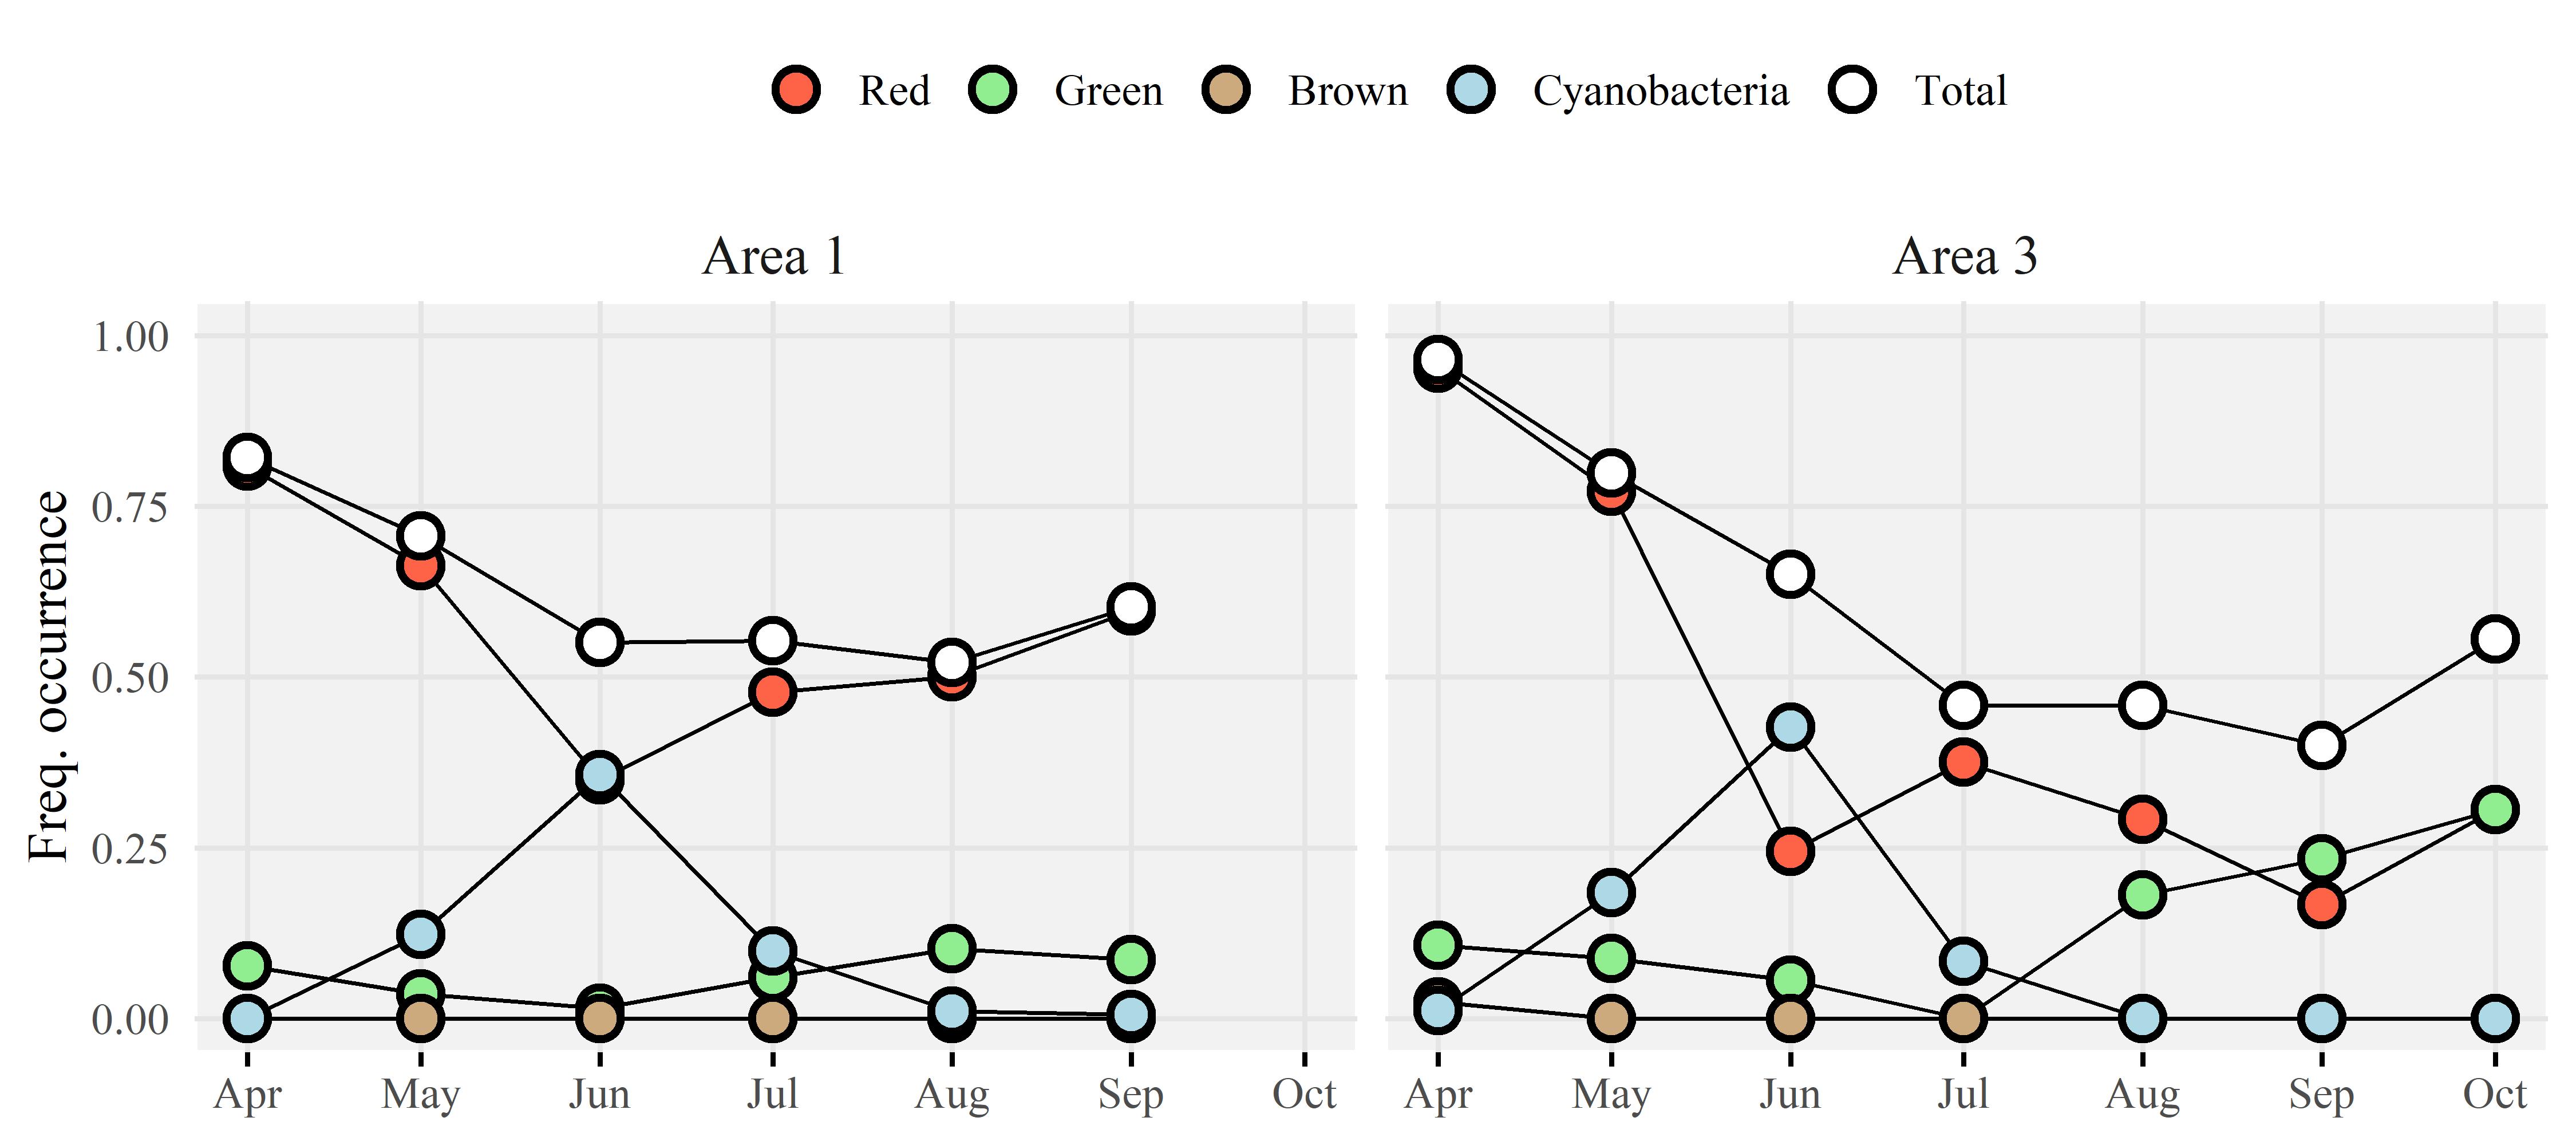 Red Green Brown Cyanobacteria Total
Area 1 Area 3
Freq. occurrence
1.00
0.75
0.50
0.25
0.00
Apr May Jun Jul Aug Sep Oct Apr May Jun Jul Aug Sep Oct